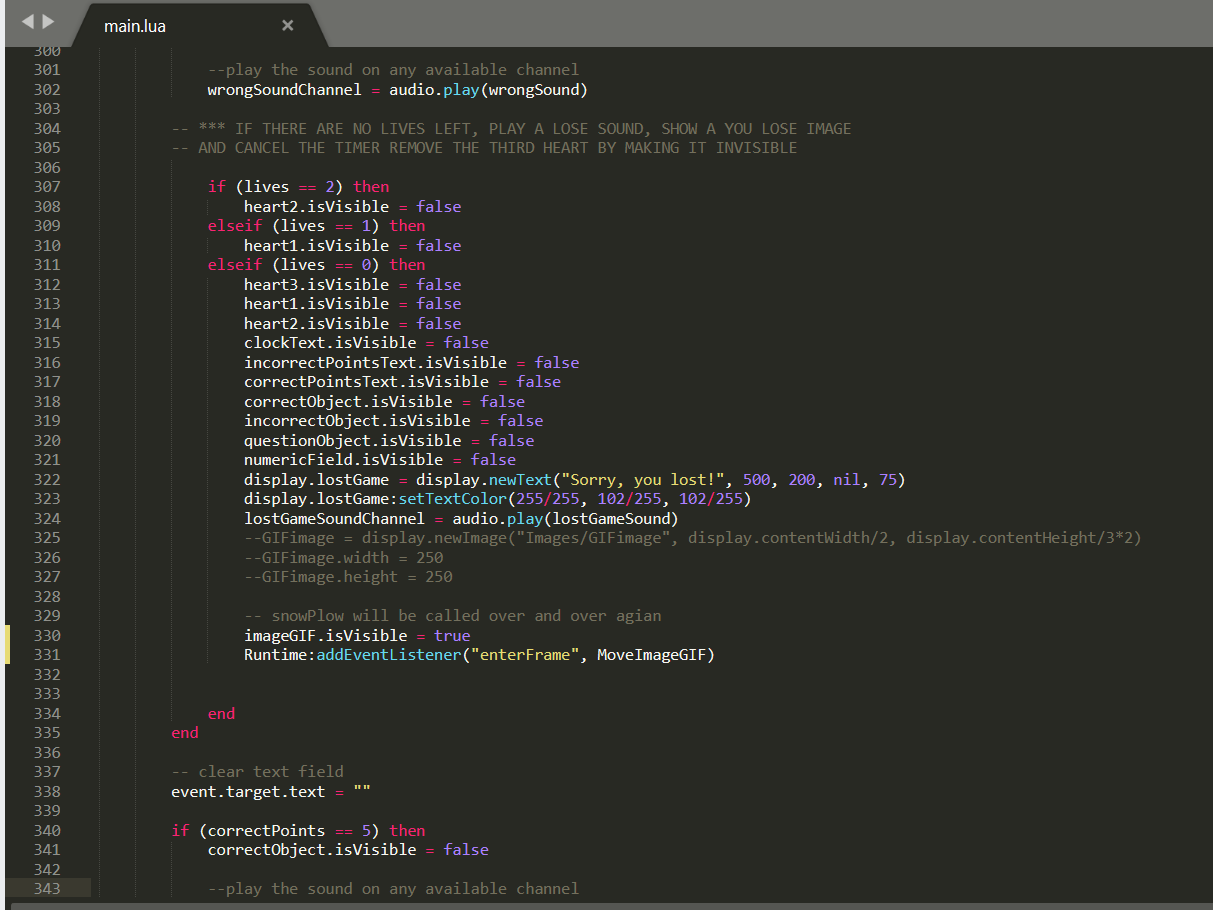 main.lua
300
301 --play the sound on any available channel
302 wrongSoundChannel = audio.play(wrongSound)
303
304 -- *** IF THERE ARE NO LIVES LEFT, PLAY A LOSE SOUND, SHOW A YOU LOSE IMAGE
305 -- AND CANCEL THE TIMER REMOVE THE THIRD HEART BY MAKING IT INVISIBLE
306
307 if (lives == 2) then
308 heart2.isVisible = false
309 elseif (lives == 1) then
310 heart1.isVisible = false
311 elseif (lives == 0) then
312 heart3.isVisible = false
313 heart1.isVisible = false
314 heart2.isVisible = false
315 clockText.isVisible = false
316 incorrectPointsText.isVisible = false
317 correctPointsText.isVisible = false
318 correctObject.isVisible = false
319 incorrectObject.isVisible = false
320 questionObject.isVisible = false
321 numericField.isVisible = false
322 display.lostGame = display.newText("Sorry, you lost!", 500, 200, nil, 75)
323 display.lostGame:setTextColor(255/255, 102/255, 102/255)
324 lostGameSoundChannel = audio.play(lostGameSound)
325 --GIFimage = display.newImage("Images/GIFimage", display.contentWidth/2, display.contentHeight/3*2)
326 --GIFimage.width = 250
327 --GIFimage.height = 250
328
329 -- snowPlow will be called over and over agian
330 imageGIF.isVisible = true
331 Runtime:addEventListener("enterFrame", MoveImageGIF)
332
333
334 end
335 end
336
337 -- clear text field
338 event.target.text = ""
339
340 if (correctPoints == 5) then
341 correctObject.isVisible = false
342
343 --play the sound on any available channel